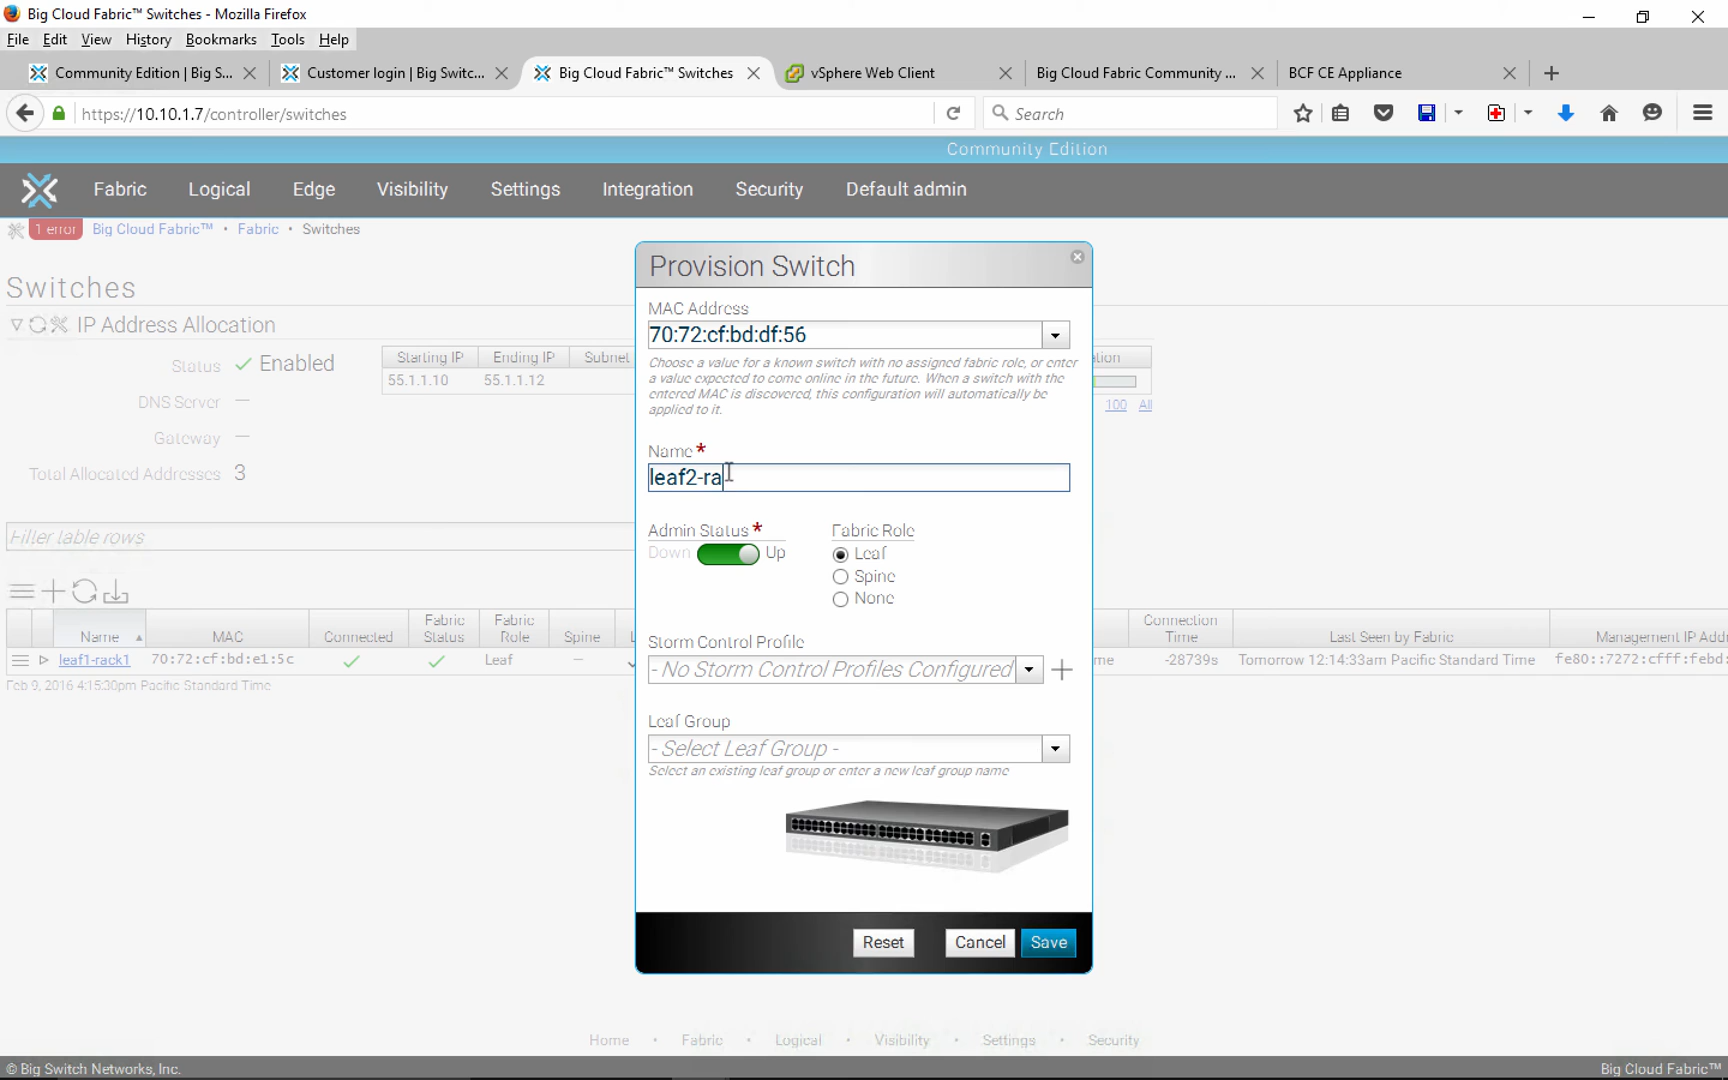 Big Cloud Fabric™ Switches - Mozilla Firefox
File Edit View History Bookmarks Tools Help
Community Edition | Big S...
Customer login | Big Switc...
Big Cloud Fabric™ Switches
vSphere Web Client
Big Cloud Fabric Community ...
BCF CE Appliance
https://10.10.1.7/controller/switches
Search
Community Edition
Fabric Logical Edge Visibility Settings Integration Security Default admin
1 error Big Cloud Fabric™ • Fabric • Switches
Switches
IP Address Allocation
Status Enabled
DNS Server —
Gateway —
Total Allocated Addresses 3
Starting IP Ending IP Subnet
55.1.1.10 55.1.1.12
100 All
Filter table rows
Name MAC Connected Fabric Status Fabric Role Spine
Connection Time Last Seen by Fabric Management IP Addr
leaf1-rack1 70:72:cf:bd:e1:5c Leaf —
-28739s Tomorrow 12:14:33am Pacific Standard Time fe80::7272:cfff:febd:
Feb 9, 2016 4:15:30pm Pacific Standard Time
Provision Switch
MAC Address
70:72:cf:bd:df:56
Choose a value for a known switch with no assigned fabric role, or enter
a value expected to come online in the future. When a switch with the
entered MAC is discovered, this configuration will automatically be
applied to it.
Name*
leaf2-ra
Admin Status*
Down Up
Fabric Role
Leaf
Spine
None
Storm Control Profile
- No Storm Control Profiles Configured
Leaf Group
- Select Leaf Group -
Select an existing leaf group or enter a new leaf group name
Reset Cancel Save
Home • Fabric • Logical • Visibility • Settings • Security
© Big Switch Networks, Inc.
Big Cloud Fabric™